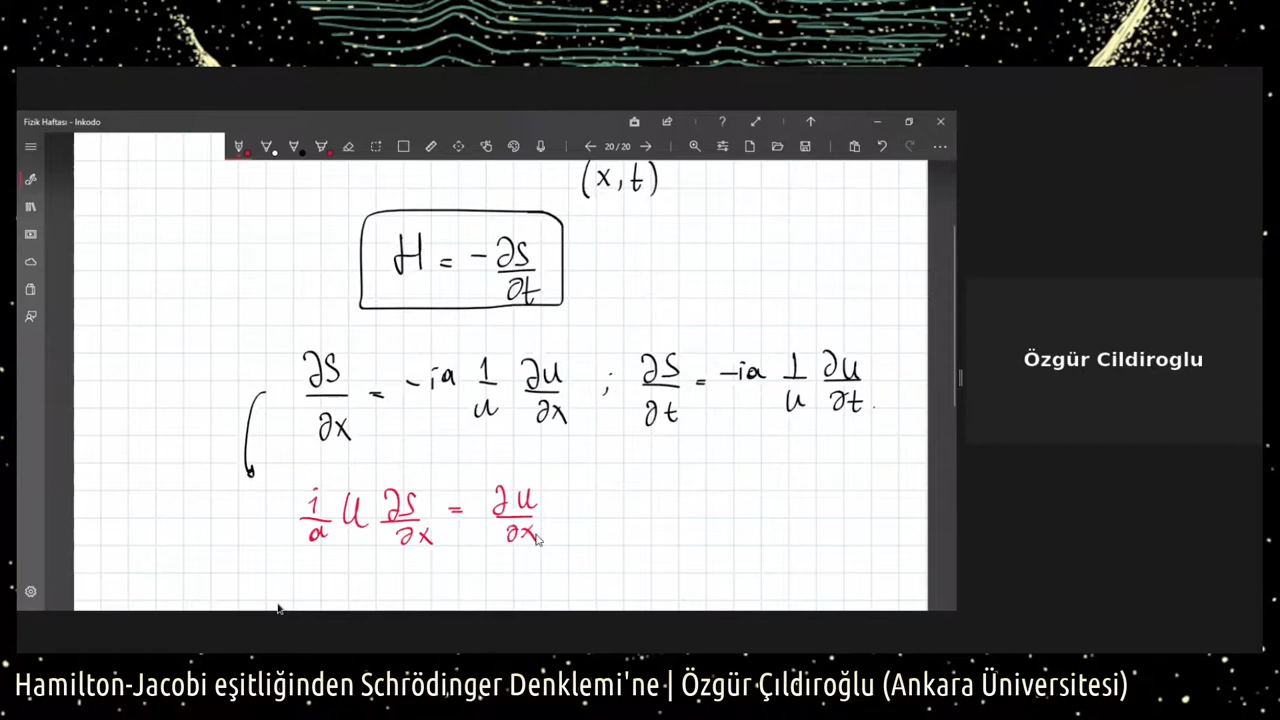 Fizik Haftası - Inkodo
20/20
(x,t)
H = - ∂S/∂t
∂S/∂x = -ia 1/u ∂u/∂x ; ∂S/∂t = -ia 1/u ∂u/∂t .
i/a u ∂S/∂x = ∂u/∂x
Özgür Cildiroglu
Hamilton-Jacobi eşitliğinden Schrödinger Denklemi'ne | Özgür Çıldıroğlu (Ankara Üniversitesi)